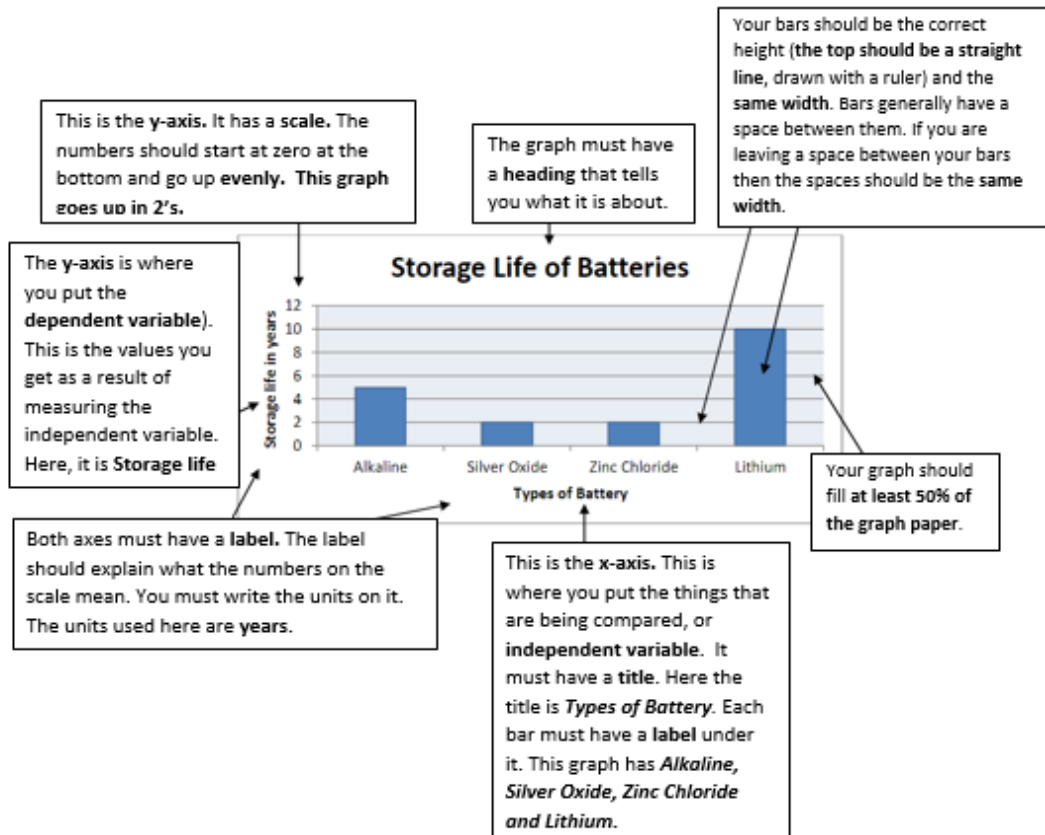 Your bars should be the correct
height (the top should be a straight
line, drawn with a ruler) and the
same width. Bars generally have a
space between them. If you are
leaving a space between your bars
then the spaces should be the same
width.
This is the y-axis. It has a scale. The
numbers should start at zero at the
bottom and go up evenly. This graph
goes up in 2's.
The graph must have
a heading that tells
you what it is about.
The y-axis is where
you put the
dependent variable).
This is the values you
get as a result of
measuring the
independent variable.
Here, it is Storage life
Storage Life of Batteries
Storage life in years
12
10
8
6
4
2
0
Alkaline Silver Oxide Zinc Chloride Lithium
Types of Battery
Your graph should
fill at least 50% of
the graph paper.
Both axes must have a label. The label
should explain what the numbers on the
scale mean. You must write the units on it.
The units used here are years.
This is the x-axis. This is
where you put the things that
are being compared, or
independent variable. It
must have a title. Here the
title is Types of Battery. Each
bar must have a label under
it. This graph has Alkaline,
Silver Oxide, Zinc Chloride
and Lithium.